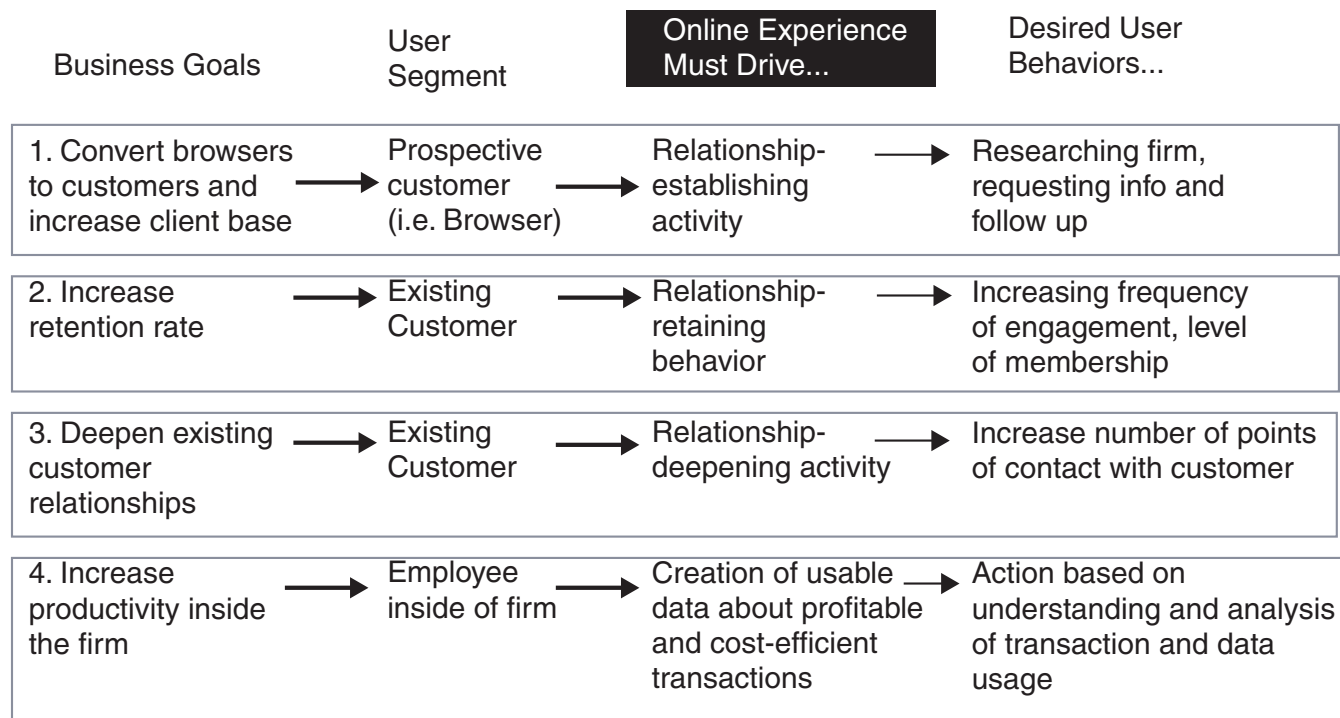 Business Goals
User
Segment
Online Experience
Must Drive...
Desired User
Behaviors...
1. Convert browsers
to customers and
increase client base
Prospective
customer
(i.e. Browser)
Relationship-
establishing
activity
Researching firm,
requesting info and
follow up
2. Increase
retention rate
Existing
Customer
Relationship-
retaining
behavior
Increasing frequency
of engagement, level
of membership
3. Deepen existing
customer
relationships
Existing
Customer
Relationship-
deepening activity
Increase number of points
of contact with customer
4. Increase
productivity inside
the firm
Employee
inside of firm
Creation of usable
data about profitable
and cost-efficient
transactions
Action based on
understanding and analysis
of transaction and data
usage